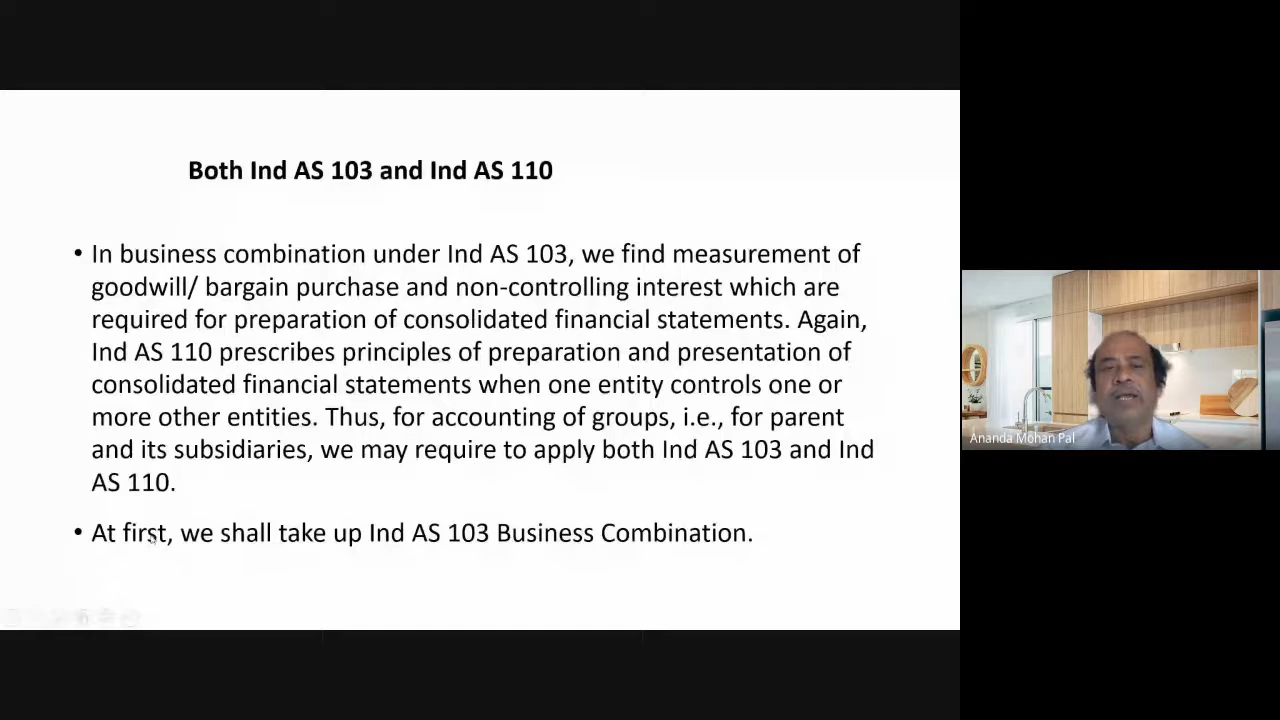 Both Ind AS 103 and Ind AS 110
• In business combination under Ind AS 103, we find measurement of
goodwill/ bargain purchase and non-controlling interest which are
required for preparation of consolidated financial statements. Again,
Ind AS 110 prescribes principles of preparation and presentation of
consolidated financial statements when one entity controls one or
more other entities. Thus, for accounting of groups, i.e., for parent
and its subsidiaries, we may require to apply both Ind AS 103 and Ind
AS 110.
• At first, we shall take up Ind AS 103 Business Combination.
Ananda Mohan Pal